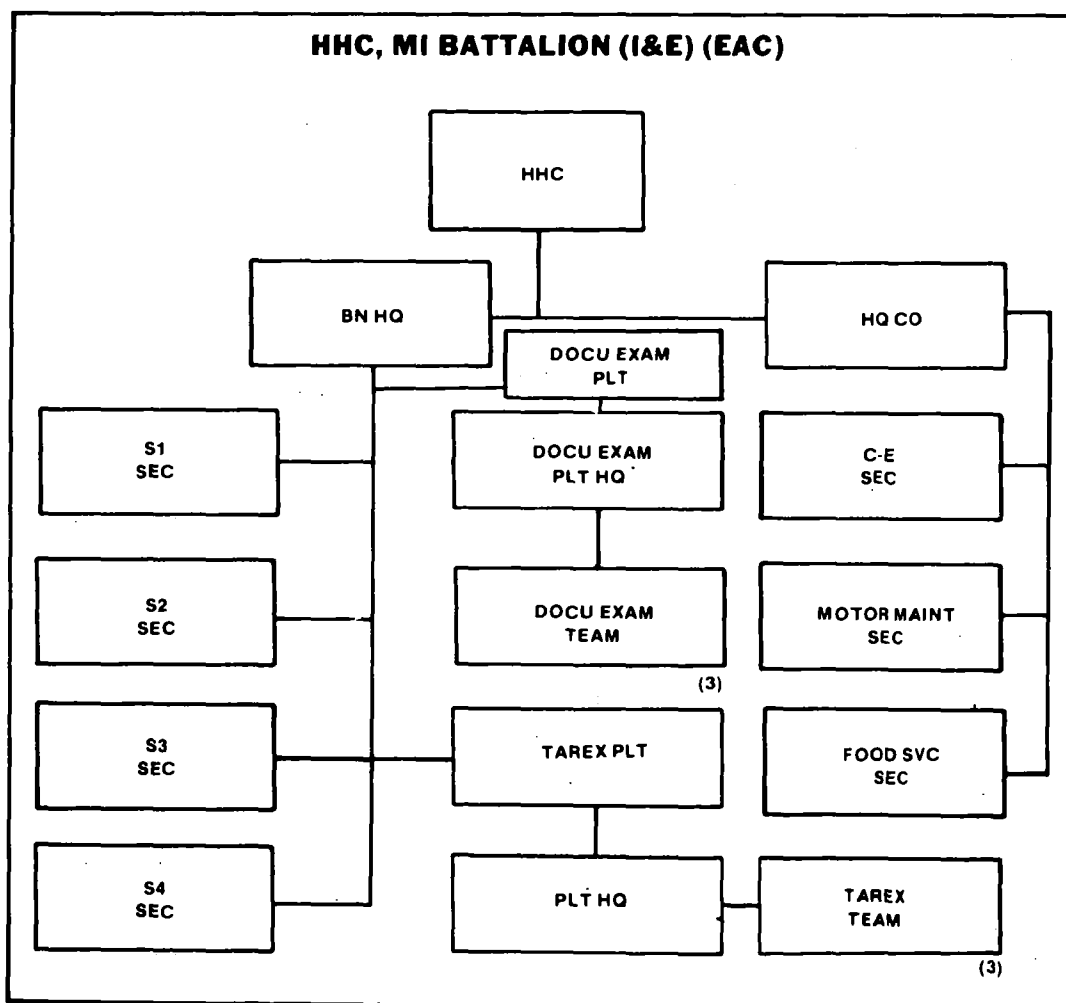 HHC, MI BATTALION (I&E) (EAC)
HHC
BN HQ
HQ CO
DOCU EXAM
PLT
S1
SEC
DOCU EXAM
PLT HQ
C-E
SEC
S2
SEC
DOCU EXAM
TEAM
(3)
MOTOR MAINT
SEC
S3
SEC
TAREX PLT
FOOD SVC
SEC
S4
SEC
PLT HQ
TAREX
TEAM
(3)